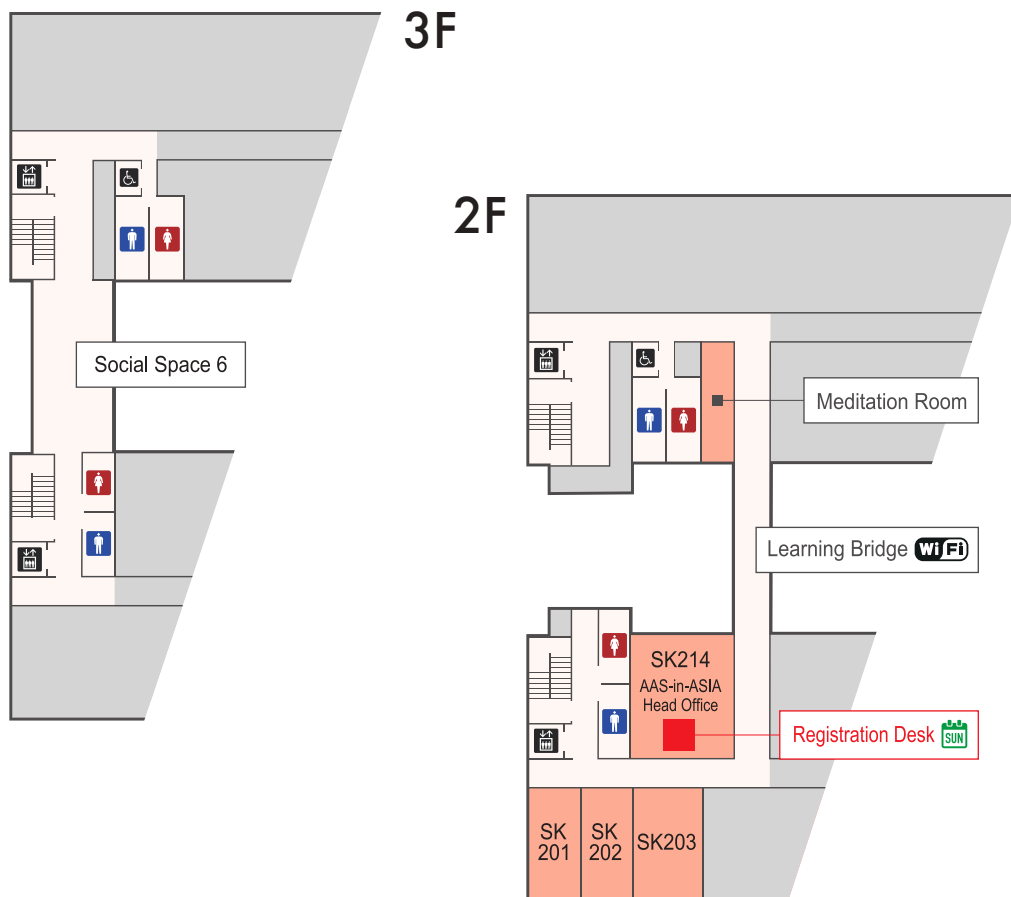 3F
Social Space 6
2F
Meditation Room
Learning Bridge WiFi
SK214
AAS-in-ASIA
Head Office
Registration Desk SUN
SK
201
SK
202
SK203